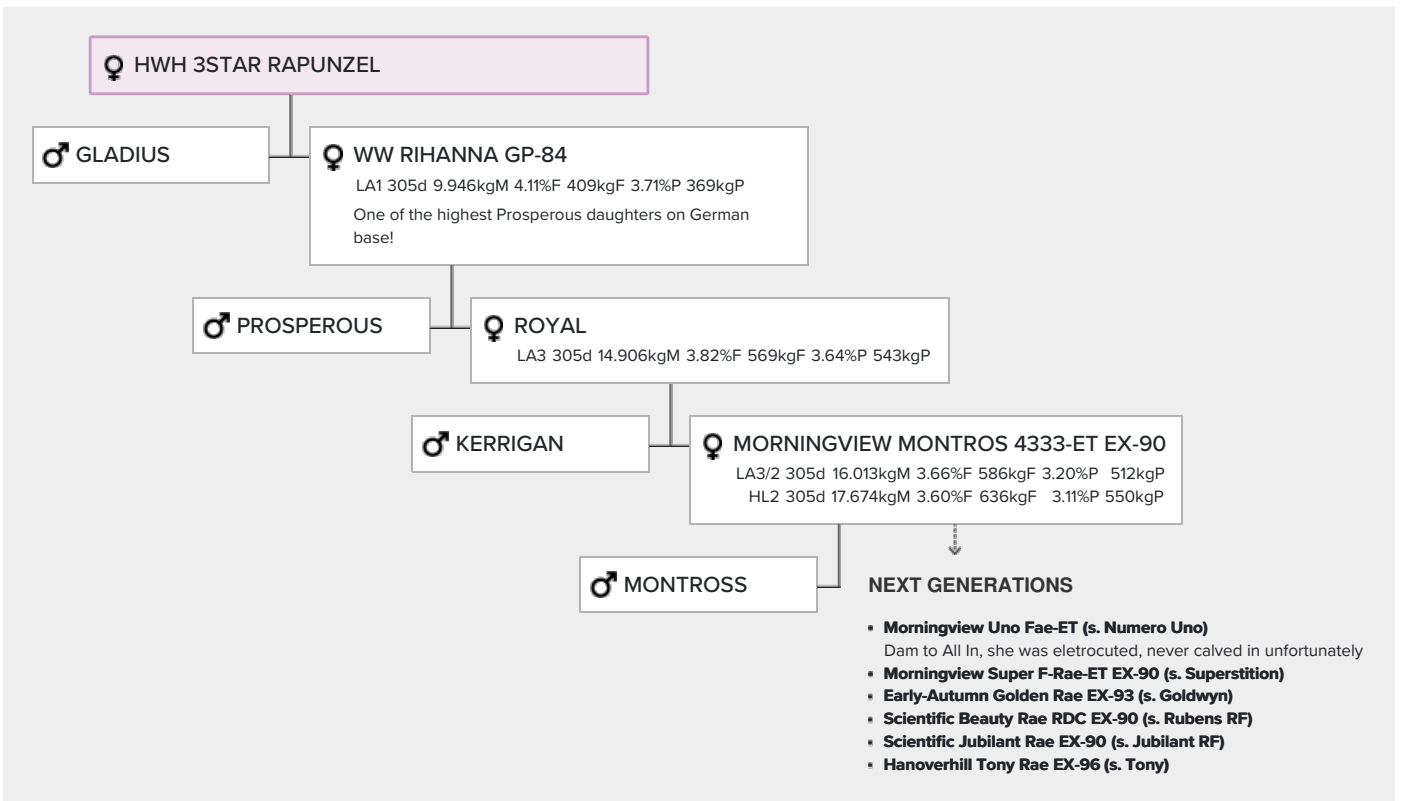 HWH 3STAR RAPUNZEL
GLADIUS
WW RIHANNA GP-84
LA1 305d 9.946kgM 4.11%F 409kgF 3.71%P 369kgP
One of the highest Prosperous daughters on German
base!
PROSPEROUS
ROYAL
LA3 305d 14.906kgM 3.82%F 569kgF 3.64%P 543kgP
KERRIGAN
MORNINGVIEW MONTROS 4333-ET EX-90
LA3/2 305d 16.013kgM 3.66%F 586kgF 3.20%P 512kgP
HL2 305d 17.674kgM 3.60%F 636kgF 3.11%P 550kgP
MONTROSS
NEXT GENERATIONS
Morningview Uno Fae-ET (s. Numero Uno)
Dam to All In, she was eletrocuted, never calved in unfortunately
Morningview Super F-Rae-ET EX-90 (s. Superstition)
Early-Autumn Golden Rae EX-93 (s. Goldwyn)
Scientific Beauty Rae RDC EX-90 (s. Rubens RF)
Scientific Jubilant Rae EX-90 (s. Jubilant RF)
Hanoverhill Tony Rae EX-96 (s. Tony)